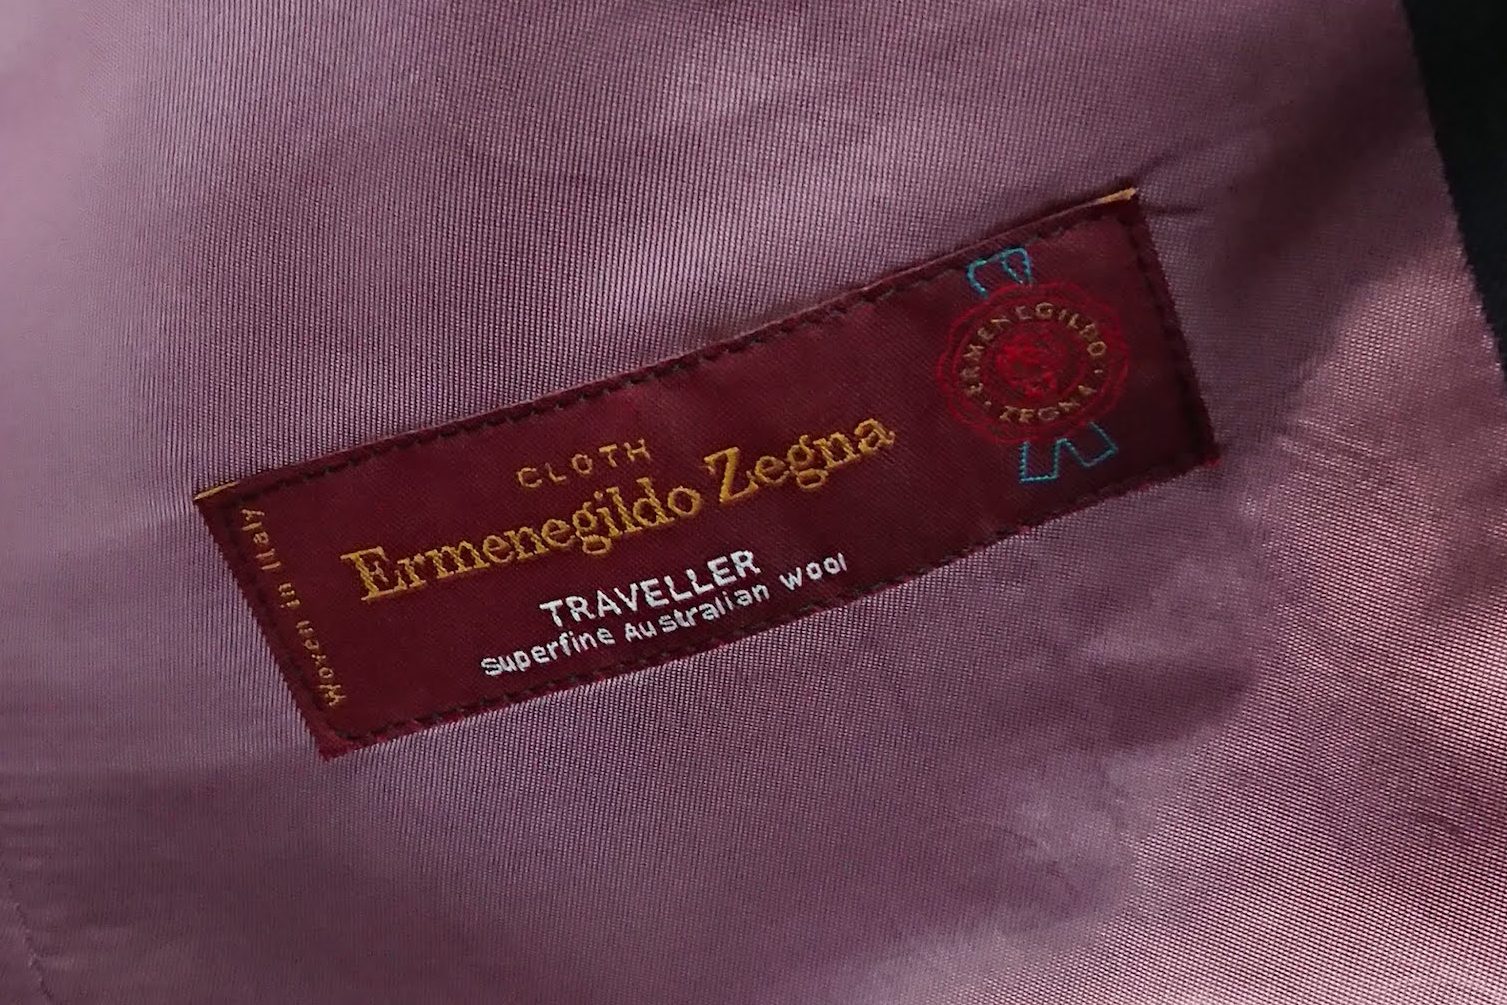 CLOTH
Ermenegildo Zegna
TRAVELLER
Superfine Australian wool
Woven in Italy
ERMENEGILDO
ZEGNA